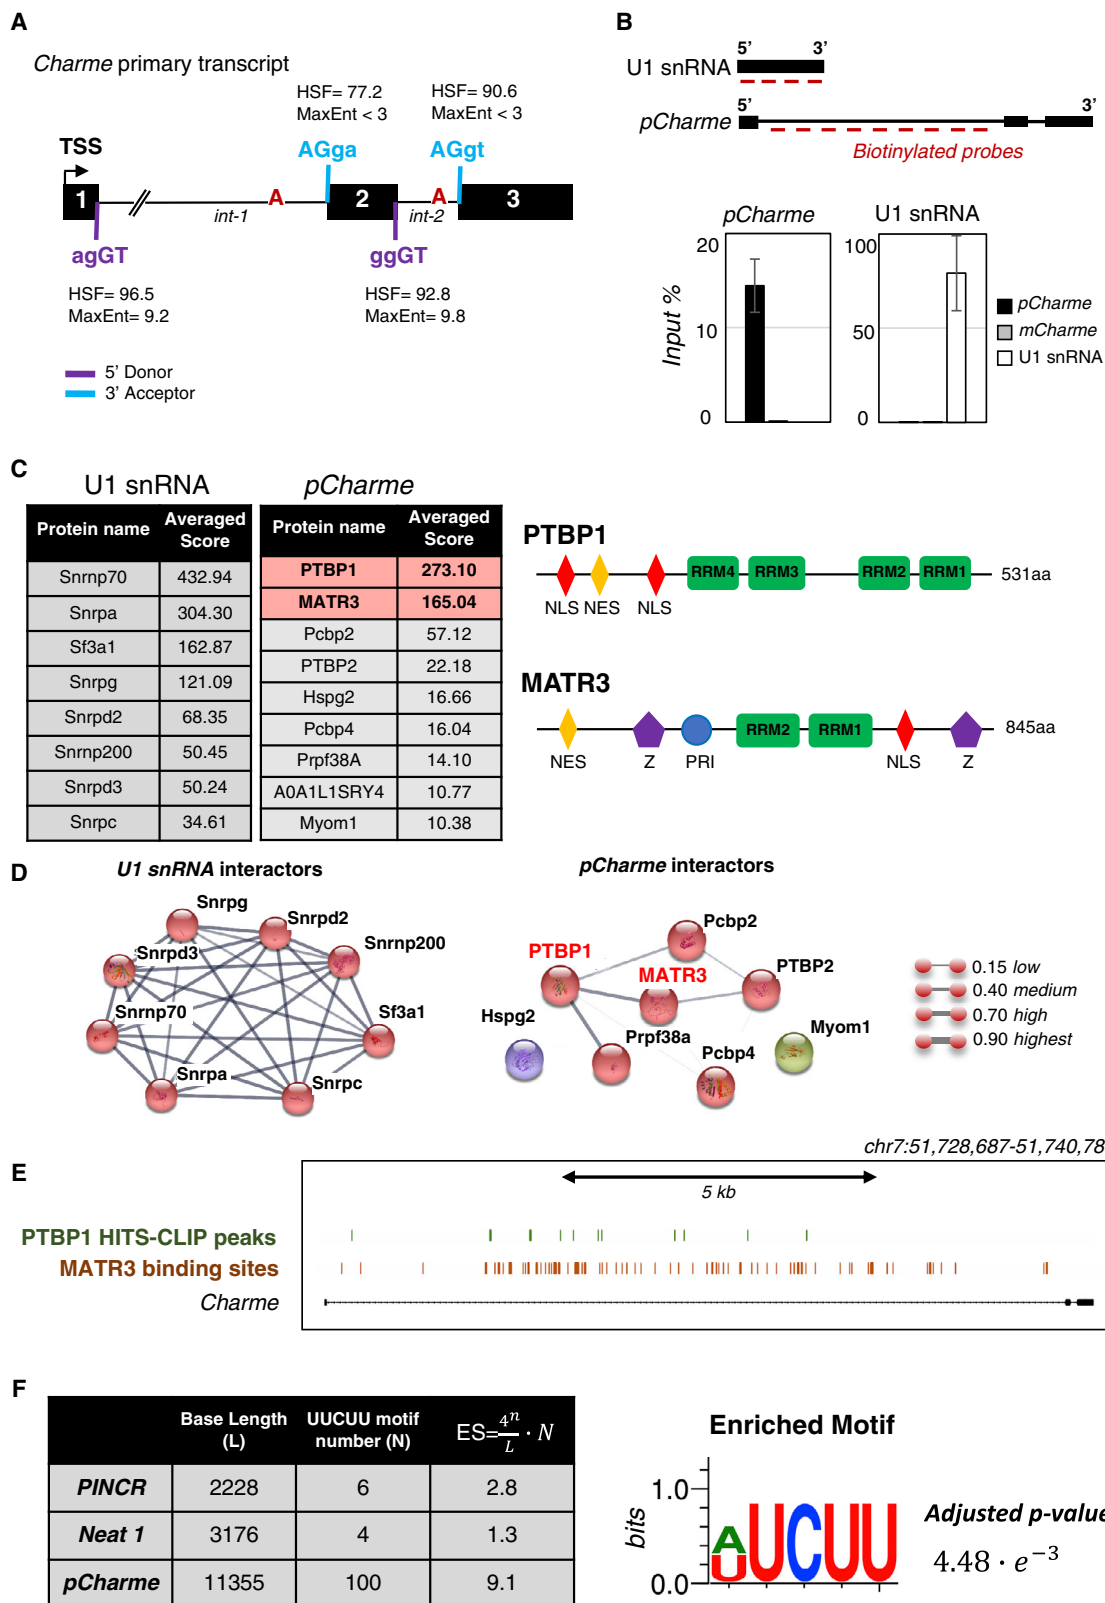 A
Charme primary transcript
HSF= 77.2
MaxEnt < 3
HSF= 90.6
MaxEnt < 3
TSS
AGga
AGgt
1
int-1
A
2
A
int-2
3
agGT
ggGT
HSF= 96.5
MaxEnt= 9.2
HSF= 92.8
MaxEnt= 9.8
5' Donor
3' Acceptor
B
5' 3'
U1 snRNA
5' 3'
pCharme
Biotinylated probes
pCharme
U1 snRNA
Input %
20
10
0
100
50
0
pCharme
mCharme
U1 snRNA
C
U1 snRNA
Protein name Averaged Score
Snrnp70 432.94
Snrpa 304.30
Sf3a1 162.87
Snrpg 121.09
Snrpd2 68.35
Snrnp200 50.45
Snrpd3 50.24
Snrpc 34.61
pCharme
Protein name Averaged Score
PTBP1 273.10
MATR3 165.04
Pcbp2 57.12
PTBP2 22.18
Hspg2 16.66
Pcbp4 16.04
Prpf38A 14.10
A0A1L1SRY4 10.77
Myom1 10.38
PTBP1
RRM4 RRM3 RRM2 RRM1 531aa
NLS NES NLS
MATR3
RRM2 RRM1 845aa
NES Z PRI NLS Z
D
U1 snRNA interactors
Snrpg
Snrpd2
Snrpd3
Snrnp200
Snrnp70
Sf3a1
Snrpa
Snrpc
pCharme interactors
Pcbp2
PTBP1
MATR3
PTBP2
Hspg2
Prpf38a
Myom1
Pcbp4
0.15 low
0.40 medium
0.70 high
0.90 highest
E
chr7:51,728,687-51,740,78
5 kb
PTBP1 HITS-CLIP peaks
MATR3 binding sites
Charme
F
Base Length (L) UUCUU motif number (N) ES=4ⁿ/L · N
PINCR 2228 6 2.8
Neat 1 3176 4 1.3
pCharme 11355 100 9.1
Enriched Motif
bits
1.0
0.0
A
UUCUU
Adjusted p-value
4.48 · e⁻³